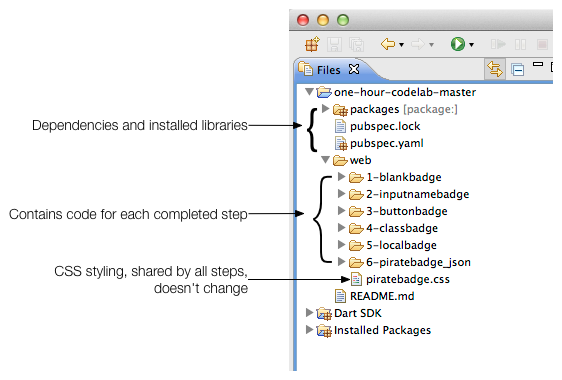 Files
one-hour-codelab-master
packages [package:]
Dependencies and installed libraries
pubspec.lock
pubspec.yaml
web
1-blankbadge
2-inputnamebadge
Contains code for each completed step
3-buttonbadge
4-classbadge
5-localbadge
6-piratebadge_json
CSS styling, shared by all steps,
doesn't change
piratebadge.css
README.md
Dart SDK
Installed Packages